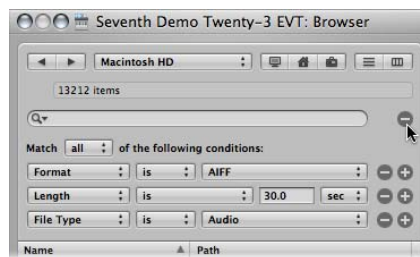 Seventh Demo Twenty-3 EVT: Browser
Macintosh HD
13212 items
Match all of the following conditions:
Format is AIFF
Length is 30.0 sec
File Type is Audio
Name Path